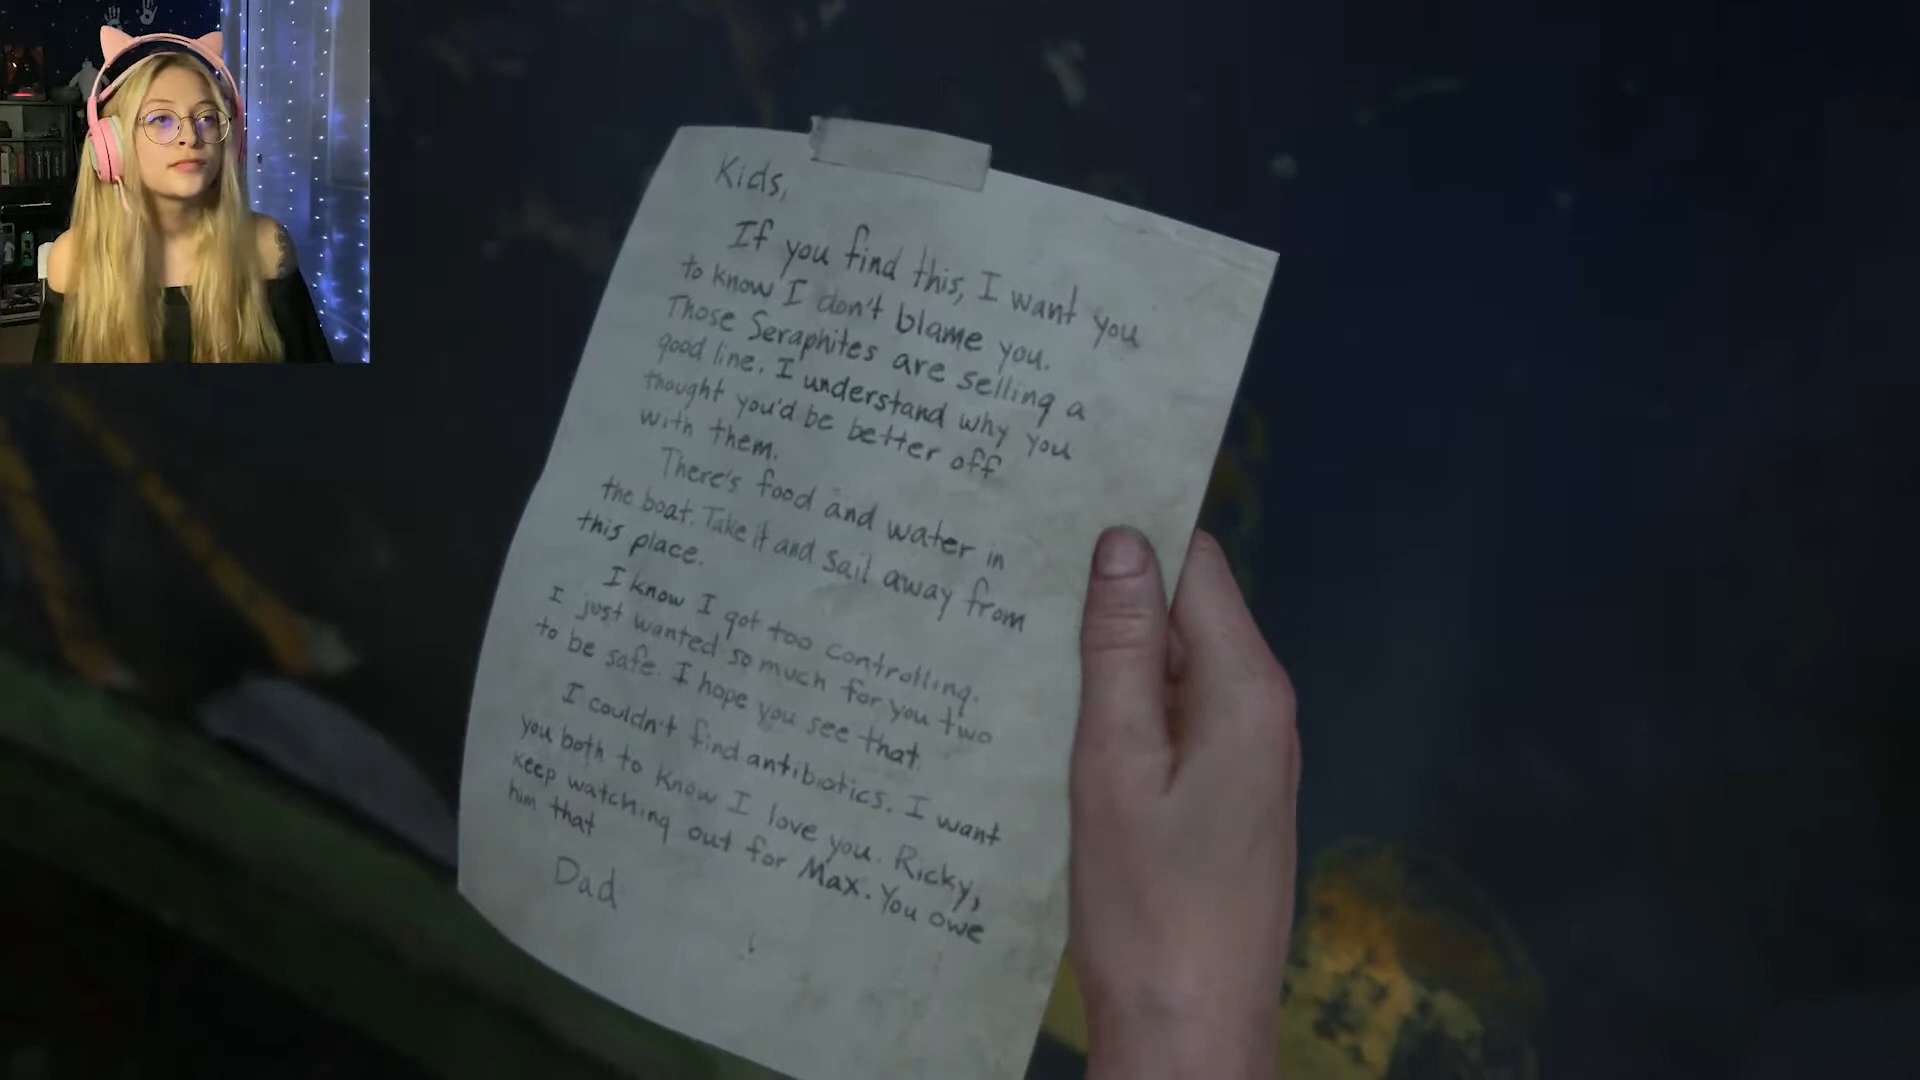 Kids,
If you find this, I want you
to know I don't blame you.
Those Seraphites are selling a
good line. I understand why you
thought you'd be better off
with them.
There's food and water in
the boat. Take it and sail away from
this place.
I know I got too controlling.
I just wanted so much for you two
to be safe. I hope you see that.
I couldn't find antibiotics. I want
you both to know I love you. Ricky,
keep watching out for Max. You owe
him that
Dad